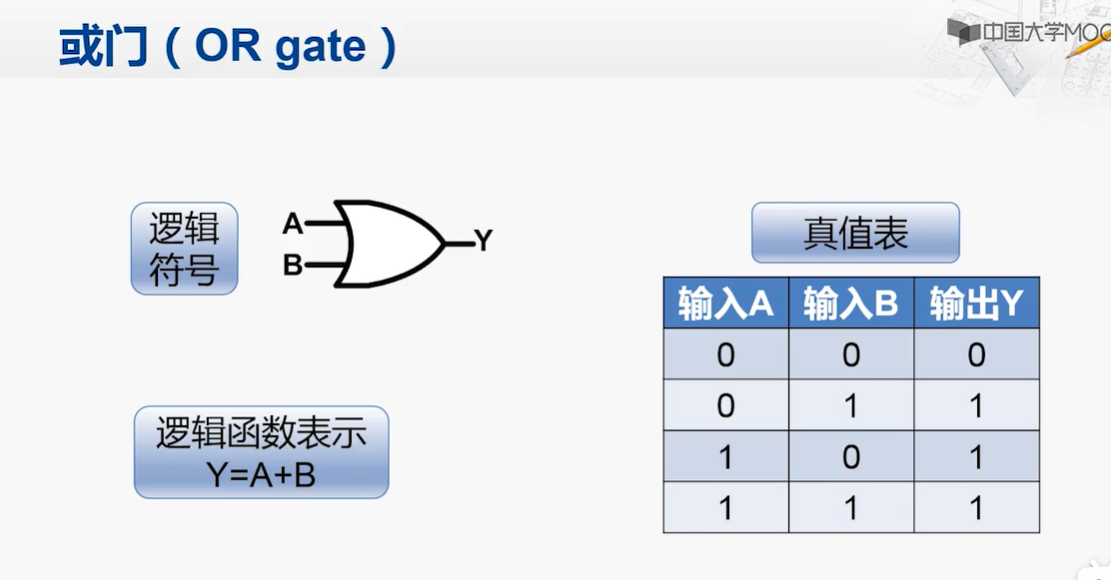 或门（OR gate）
中国大学MOO
逻辑
符号
A
B
Y
逻辑函数表示
Y=A+B
真值表
输入A 输入B 输出Y
0 0 0
0 1 1
1 0 1
1 1 1